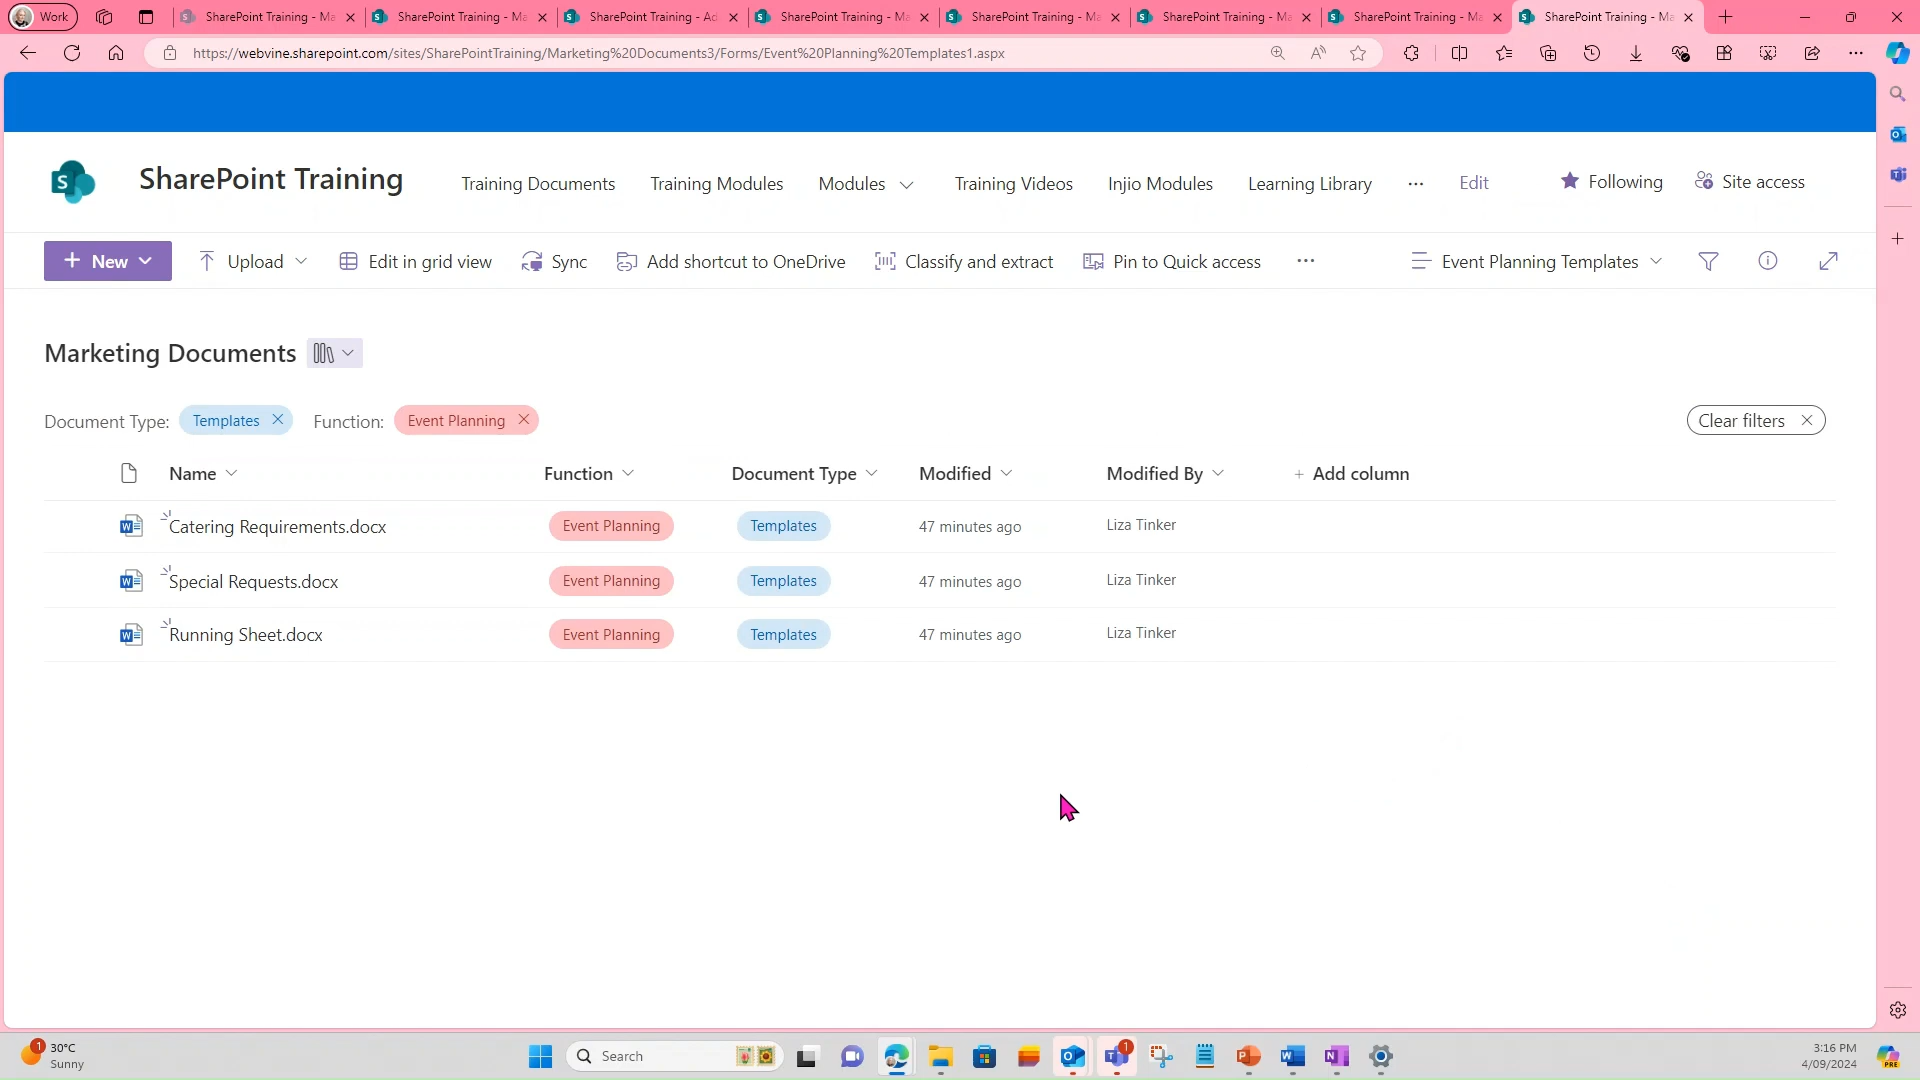 Work
SharePoint Training - Ma
SharePoint Training - Ma
SharePoint Training - Ad
SharePoint Training - Ma
SharePoint Training - Ma
SharePoint Training - Ma
SharePoint Training - Ma
SharePoint Training - Ma
https://webvine.sharepoint.com/sites/SharePointTraining/Marketing%20Documents3/Forms/Event%20Planning%20Templates1.aspx
SharePoint Training
Training Documents
Training Modules
Modules
Training Videos
Injio Modules
Learning Library
Edit
Following
Site access
New
Upload
Edit in grid view
Sync
Add shortcut to OneDrive
Classify and extract
Pin to Quick access
Event Planning Templates
Marketing Documents
Document Type: Templates Function: Event Planning
Clear filters
Name Function Document Type Modified Modified By + Add column
Catering Requirements.docx Event Planning Templates 47 minutes ago Liza Tinker
Special Requests.docx Event Planning Templates 47 minutes ago Liza Tinker
Running Sheet.docx Event Planning Templates 47 minutes ago Liza Tinker
1
30°C
Sunny
Search
1
3:16 PM
4/09/2024
PRE